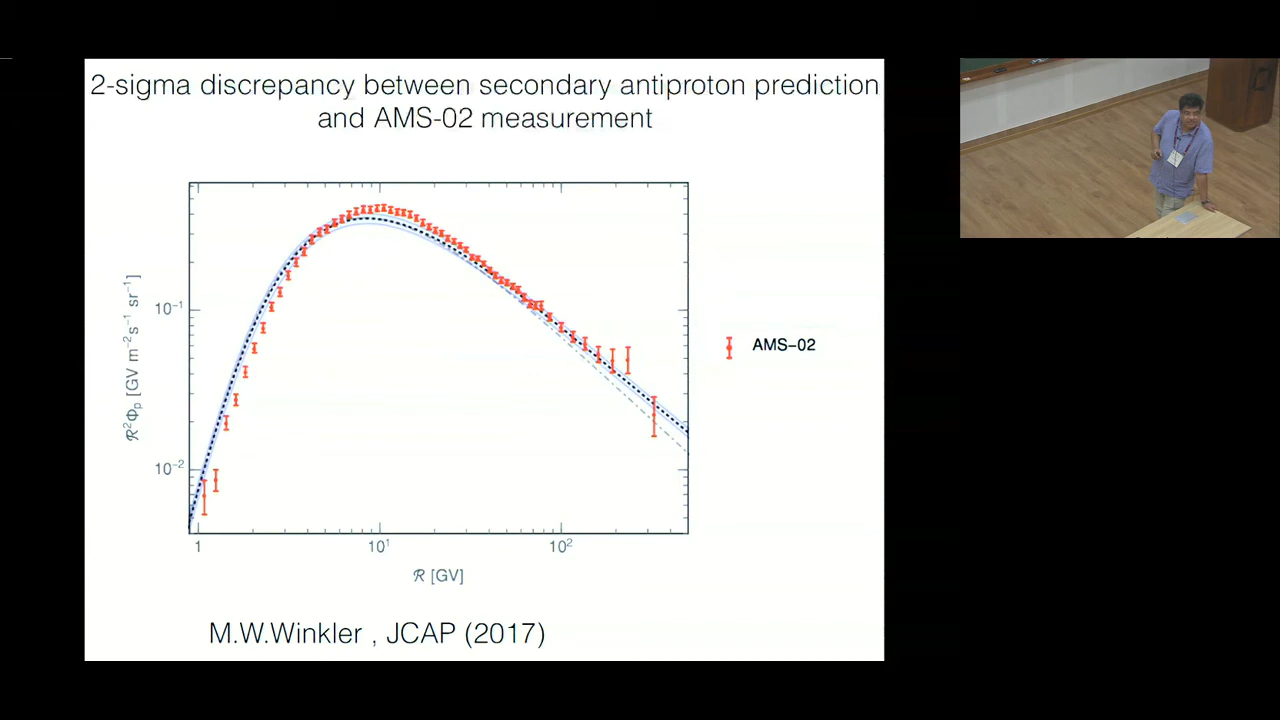 2-sigma discrepancy between secondary antiproton prediction
and AMS-02 measurement
ℛ²Φₚ [GV m⁻² s⁻¹ sr⁻¹]
10⁻¹
10⁻²
1
10¹
10²
ℛ [GV]
AMS−02
M.W.Winkler , JCAP (2017)